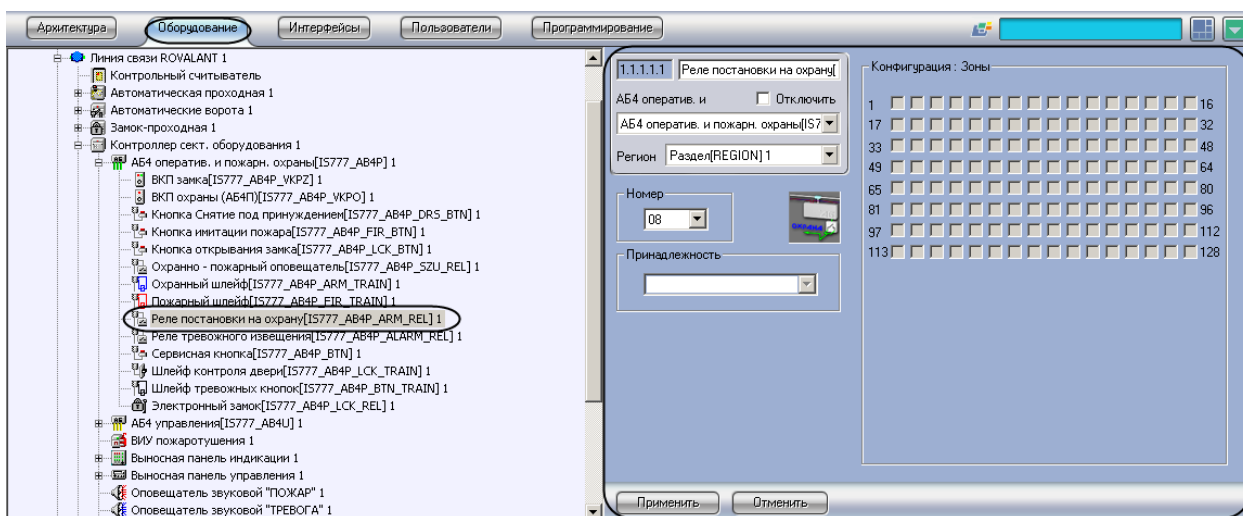 Архитектура Оборудование Интерфейсы Пользователи Программирование
Линия связи ROVALANT 1
Контрольный считыватель
Автоматическая проходная 1
Автоматические ворота 1
Замок-проходная 1
Контроллер сект. оборудования 1
АБ4 оператив. и пожарн. охраны[IS777_AB4P] 1
ВКП замка[IS777_AB4P_VKPZ] 1
ВКП охраны (АБ4П)[IS777_AB4P_VKPO] 1
Кнопка Снятие под принуждением[IS777_AB4P_DRS_BTN] 1
Кнопка имитации пожара[IS777_AB4P_FIR_BTN] 1
Кнопка открывания замка[IS777_AB4P_LCK_BTN] 1
Охранно - пожарный оповещатель[IS777_AB4P_SZU_REL] 1
Охранный шлейф[IS777_AB4P_ARM_TRAIN] 1
Пожарный шлейф[IS777_AB4P_FIR_TRAIN] 1
Реле постановки на охрану[IS777_AB4P_ARM_REL] 1
Реле тревожного извещения[IS777_AB4P_ALARM_REL] 1
Сервисная кнопка[IS777_AB4P_BTN] 1
Шлейф контроля двери[IS777_AB4P_LCK_TRAIN] 1
Шлейф тревожных кнопок[IS777_AB4P_BTN_TRAIN] 1
Электронный замок[IS777_AB4P_LCK_REL] 1
АБ4 управления[IS777_AB4U] 1
ВИУ пожаротушения 1
Выносная панель индикации 1
Выносная панель управления 1
Оповещатель звуковой "ПОЖАР" 1
Оповещатель звуковой "ТРЕВОГА" 1
1.1.1.1.1 Реле постановки на охрану[
АБ4 оператив. и Отключить
АБ4 оператив. и пожарн. охраны[IS7
Регион Раздел[REGION] 1
Номер
08
ОХРАНА
Принадлежность
Конфигурация : Зоны
1 16
17 32
33 48
49 64
65 80
81 96
97 112
113 128
Применить Отменить